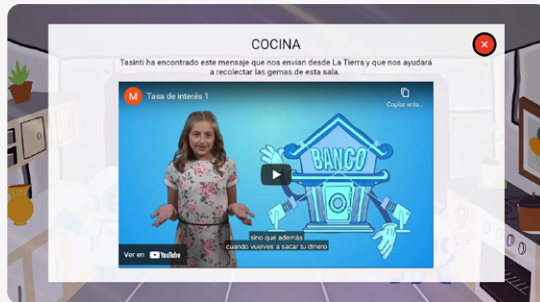 COCINA
Tasinti ha encontrado este mensaje que nos envían desde La Tierra y que nos ayudará
a recolectar las gemas de esta sala.
M Tasa de interés 1
Copiar enla...
BANCO
sino que además
cuando vuelves a sacar tu dinero
Ver en YouTube